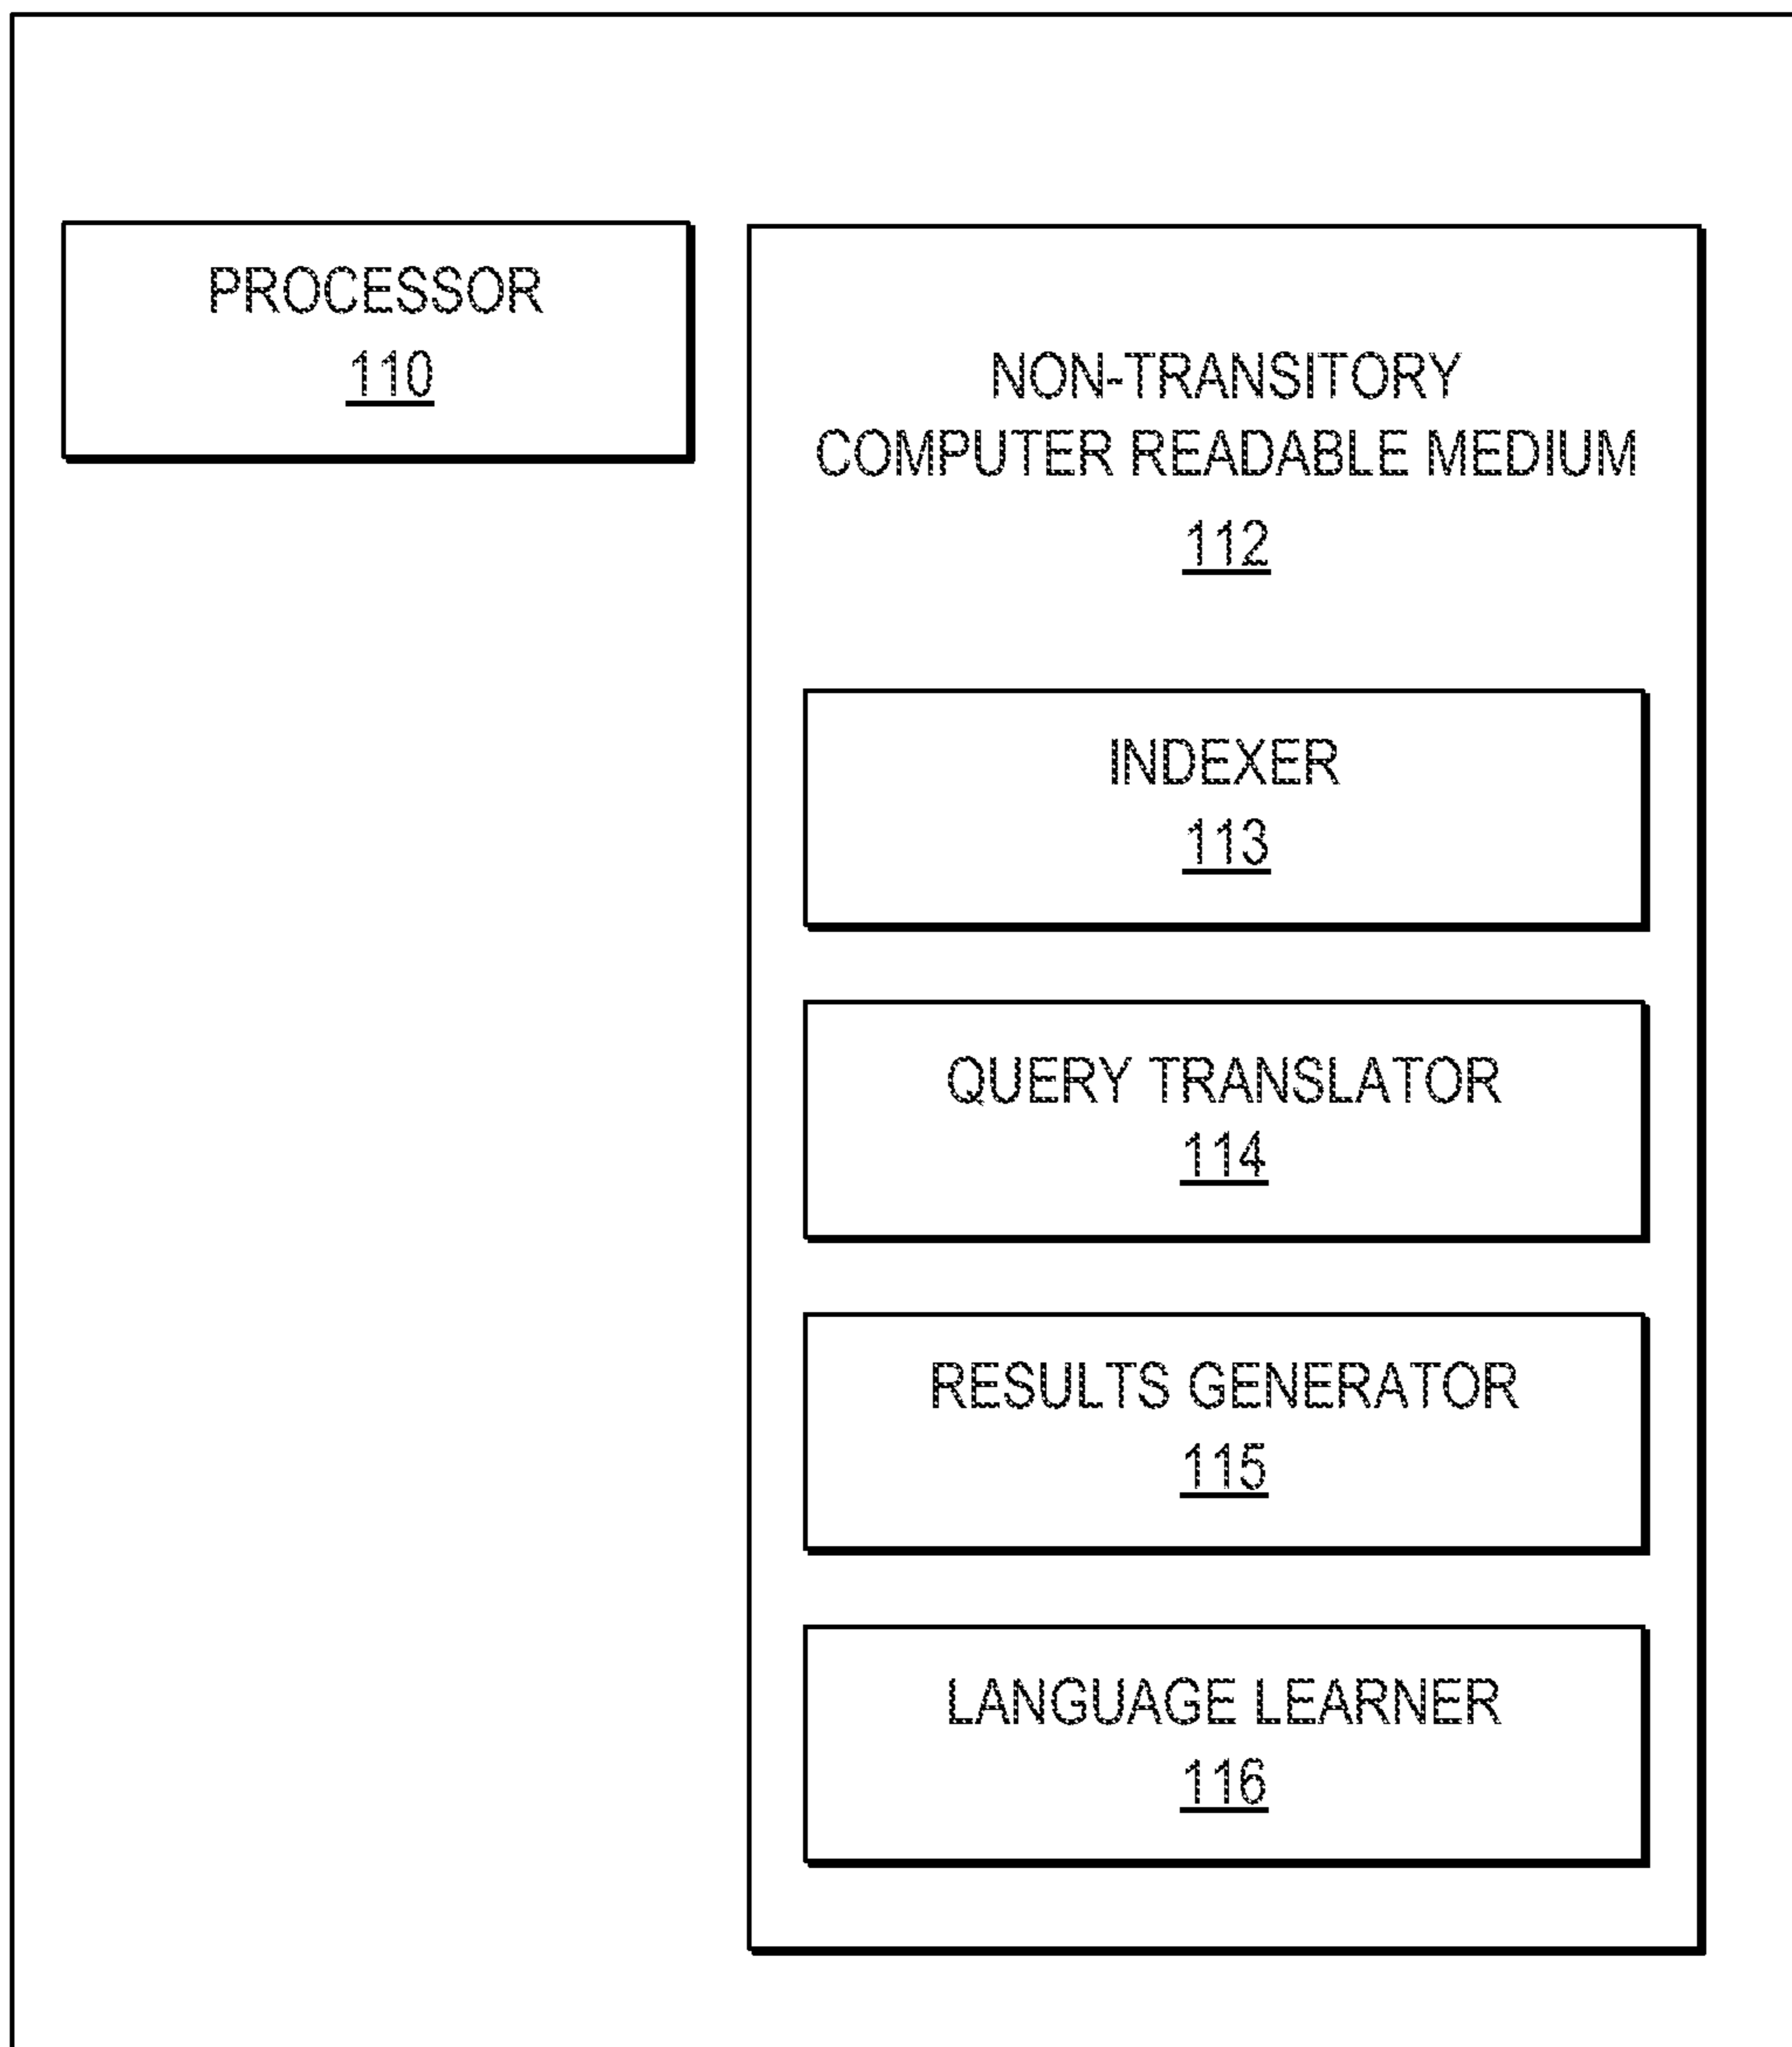 PROCESSOR
110
NON-TRANSITORY
COMPUTER READABLE MEDIUM
112
INDEXER
113
QUERY TRANSLATOR
114
RESULTS GENERATOR
115
LANGUAGE LEARNER
116